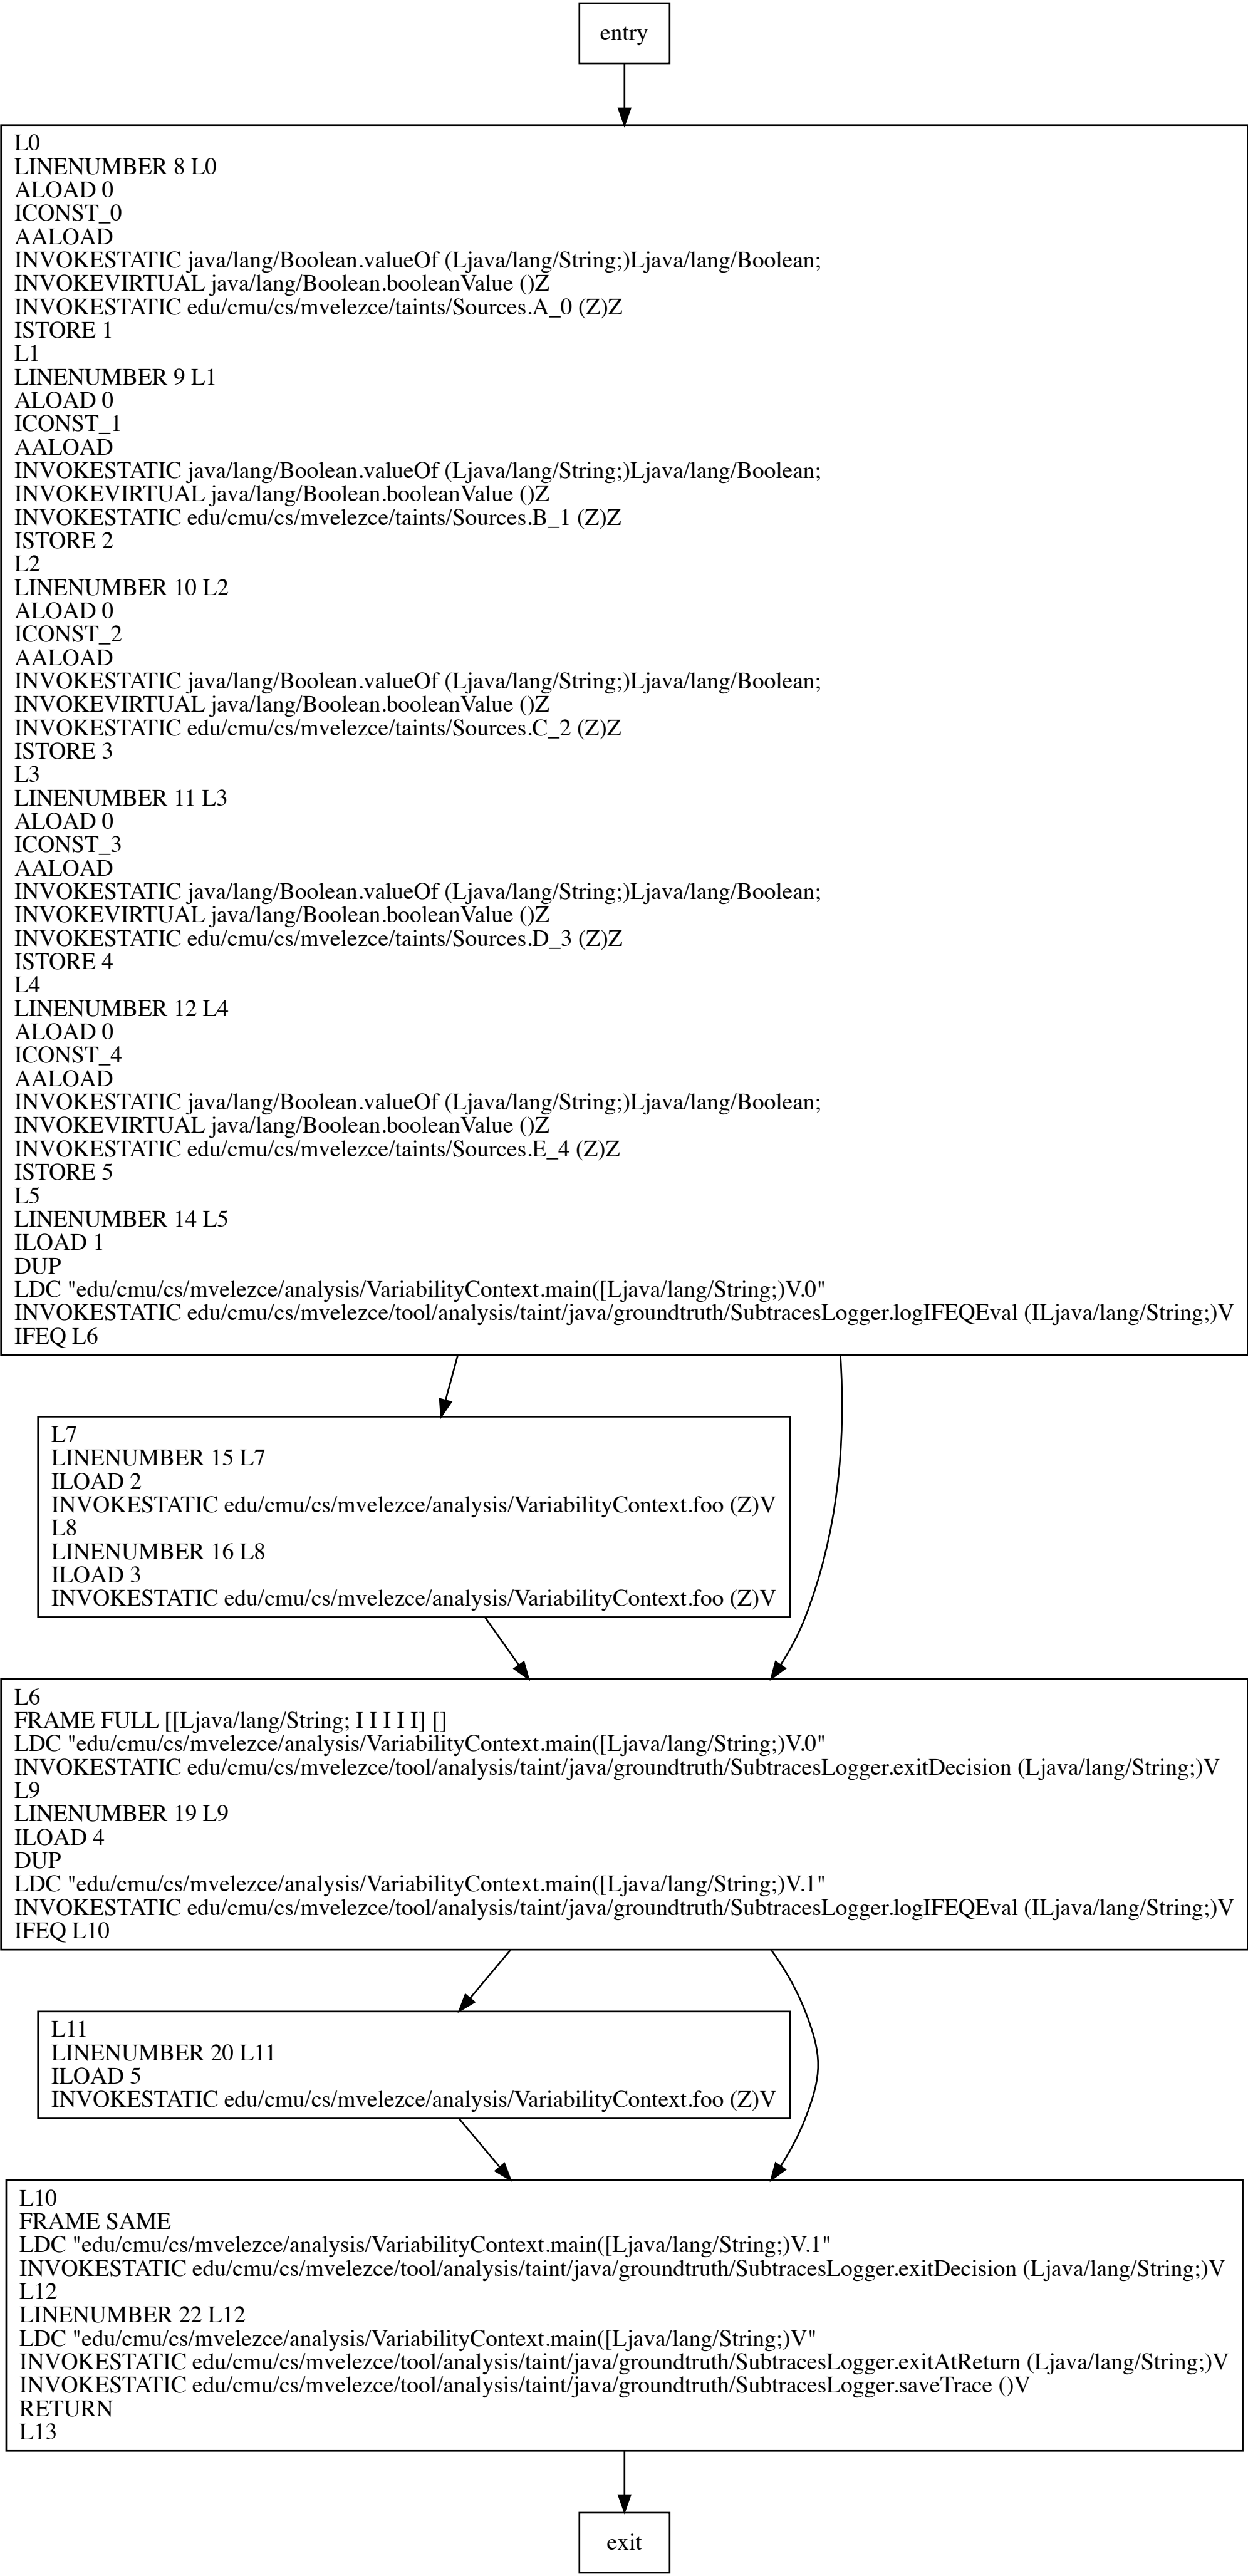 entry
L0
LINENUMBER 8 L0
ALOAD 0
ICONST_0
AALOAD
INVOKESTATIC java/lang/Boolean.valueOf (Ljava/lang/String;)Ljava/lang/Boolean;
INVOKEVIRTUAL java/lang/Boolean.booleanValue ()Z
INVOKESTATIC edu/cmu/cs/mvelezce/taints/Sources.A_0 (Z)Z
ISTORE 1
L1
LINENUMBER 9 L1
ALOAD 0
ICONST_1
AALOAD
INVOKESTATIC java/lang/Boolean.valueOf (Ljava/lang/String;)Ljava/lang/Boolean;
INVOKEVIRTUAL java/lang/Boolean.booleanValue ()Z
INVOKESTATIC edu/cmu/cs/mvelezce/taints/Sources.B_1 (Z)Z
ISTORE 2
L2
LINENUMBER 10 L2
ALOAD 0
ICONST_2
AALOAD
INVOKESTATIC java/lang/Boolean.valueOf (Ljava/lang/String;)Ljava/lang/Boolean;
INVOKEVIRTUAL java/lang/Boolean.booleanValue ()Z
INVOKESTATIC edu/cmu/cs/mvelezce/taints/Sources.C_2 (Z)Z
ISTORE 3
L3
LINENUMBER 11 L3
ALOAD 0
ICONST_3
AALOAD
INVOKESTATIC java/lang/Boolean.valueOf (Ljava/lang/String;)Ljava/lang/Boolean;
INVOKEVIRTUAL java/lang/Boolean.booleanValue ()Z
INVOKESTATIC edu/cmu/cs/mvelezce/taints/Sources.D_3 (Z)Z
ISTORE 4
L4
LINENUMBER 12 L4
ALOAD 0
ICONST_4
AALOAD
INVOKESTATIC java/lang/Boolean.valueOf (Ljava/lang/String;)Ljava/lang/Boolean;
INVOKEVIRTUAL java/lang/Boolean.booleanValue ()Z
INVOKESTATIC edu/cmu/cs/mvelezce/taints/Sources.E_4 (Z)Z
ISTORE 5
L5
LINENUMBER 14 L5
ILOAD 1
DUP
LDC "edu/cmu/cs/mvelezce/analysis/VariabilityContext.main([Ljava/lang/String;)V.0"
INVOKESTATIC edu/cmu/cs/mvelezce/tool/analysis/taint/java/groundtruth/SubtracesLogger.logIFEQEval (ILjava/lang/String;)V
IFEQ L6
L7
LINENUMBER 15 L7
ILOAD 2
INVOKESTATIC edu/cmu/cs/mvelezce/analysis/VariabilityContext.foo (Z)V
L8
LINENUMBER 16 L8
ILOAD 3
INVOKESTATIC edu/cmu/cs/mvelezce/analysis/VariabilityContext.foo (Z)V
L6
FRAME FULL [[Ljava/lang/String; I I I I I] []
LDC "edu/cmu/cs/mvelezce/analysis/VariabilityContext.main([Ljava/lang/String;)V.0"
INVOKESTATIC edu/cmu/cs/mvelezce/tool/analysis/taint/java/groundtruth/SubtracesLogger.exitDecision (Ljava/lang/String;)V
L9
LINENUMBER 19 L9
ILOAD 4
DUP
LDC "edu/cmu/cs/mvelezce/analysis/VariabilityContext.main([Ljava/lang/String;)V.1"
INVOKESTATIC edu/cmu/cs/mvelezce/tool/analysis/taint/java/groundtruth/SubtracesLogger.logIFEQEval (ILjava/lang/String;)V
IFEQ L10
L11
LINENUMBER 20 L11
ILOAD 5
INVOKESTATIC edu/cmu/cs/mvelezce/analysis/VariabilityContext.foo (Z)V
L10
FRAME SAME
LDC "edu/cmu/cs/mvelezce/analysis/VariabilityContext.main([Ljava/lang/String;)V.1"
INVOKESTATIC edu/cmu/cs/mvelezce/tool/analysis/taint/java/groundtruth/SubtracesLogger.exitDecision (Ljava/lang/String;)V
L12
LINENUMBER 22 L12
LDC "edu/cmu/cs/mvelezce/analysis/VariabilityContext.main([Ljava/lang/String;)V"
INVOKESTATIC edu/cmu/cs/mvelezce/tool/analysis/taint/java/groundtruth/SubtracesLogger.exitAtReturn (Ljava/lang/String;)V
INVOKESTATIC edu/cmu/cs/mvelezce/tool/analysis/taint/java/groundtruth/SubtracesLogger.saveTrace ()V
RETURN
L13
exit